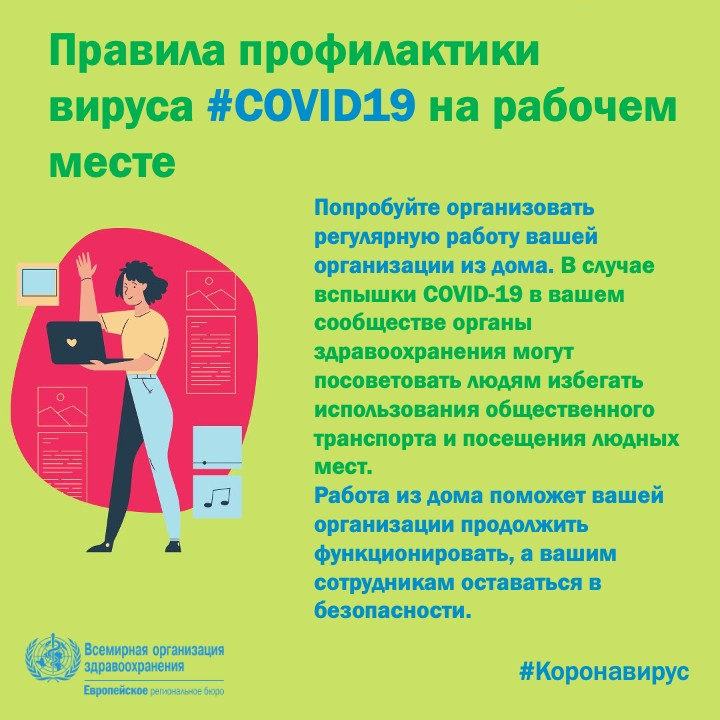 Правила профилактики
вируса #COVID19 на рабочем
месте
Попробуйте организовать
регулярную работу вашей
организации из дома. В случае
вспышки COVID-19 в вашем
сообществе органы
здравоохранения могут
посоветовать людям избегать
использования общественного
транспорта и посещения людных
мест.
Работа из дома поможет вашей
организации продолжить
функционировать, а вашим
сотрудникам оставаться в
безопасности.
Всемирная организация
здравоохранения
Европейское региональное бюро
#Коронавирус